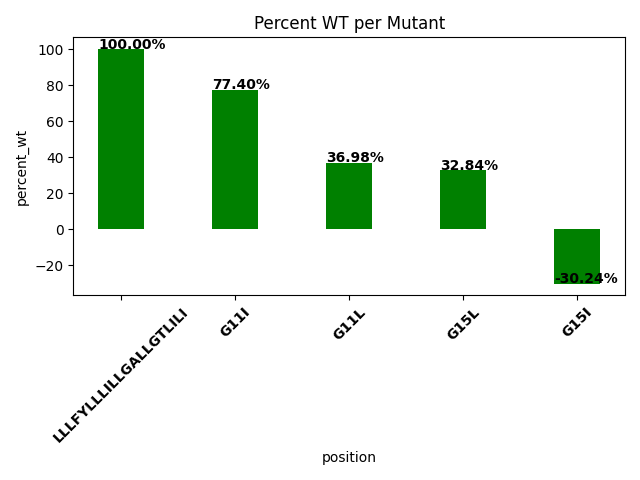 Percent WT per Mutant
100.00%
77.40%
36.98%
32.84%
-30.24%
100
80
60
40
20
0
−20
percent_wt
LLLFYLLLILLGALLGTLILI
G11I
G11L
G15L
G15I
position